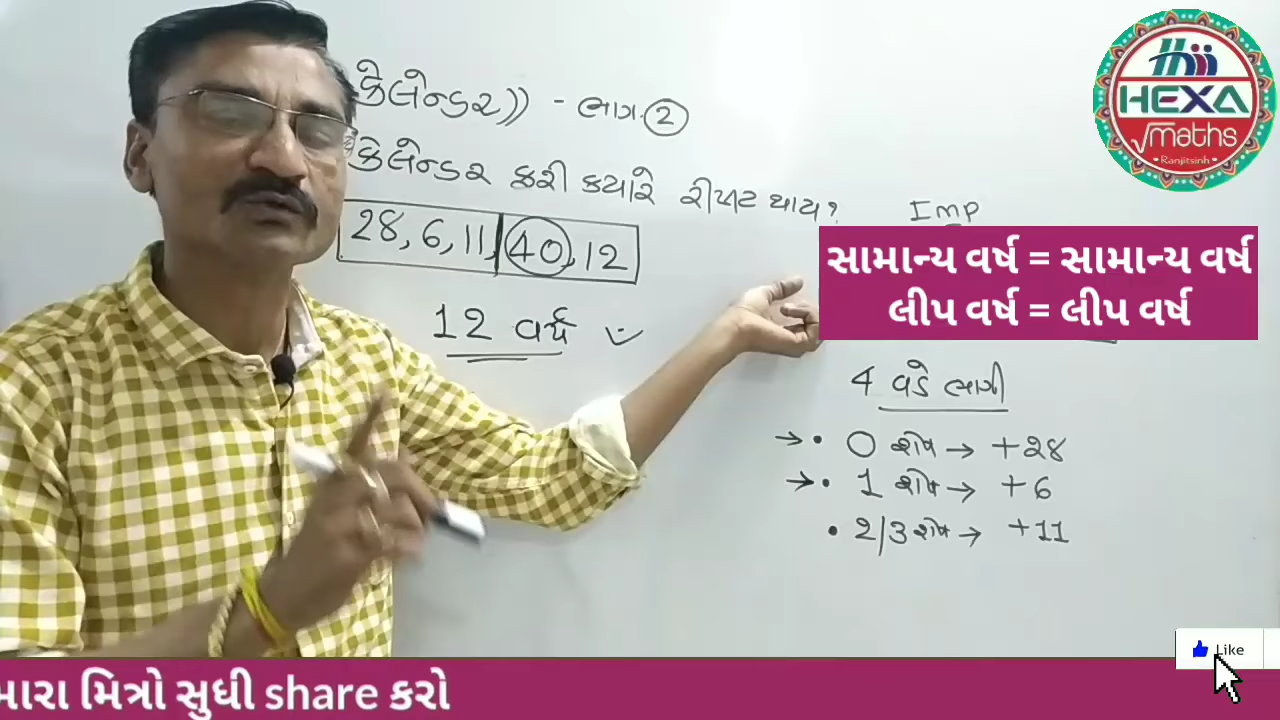 કેલેન્ડર)) - ભાગ-2
કેલેન્ડર ફરી કયારે રીપીટ થાય?
28, 6, 11, 40, 12
12 વર્ષ
IMP
સામાન્ય વર્ષ = સામાન્ય વર્ષ
લીપ વર્ષ = લીપ વર્ષ
4 વડે ભાગી
→ • 0 શેષ → +28
→ • 1 શેષ → +6
• 2/3 શેષ → +11
HEXA
√maths
• Ranjitsinh •
Like
મારા મિત્રો સુધી share કરો